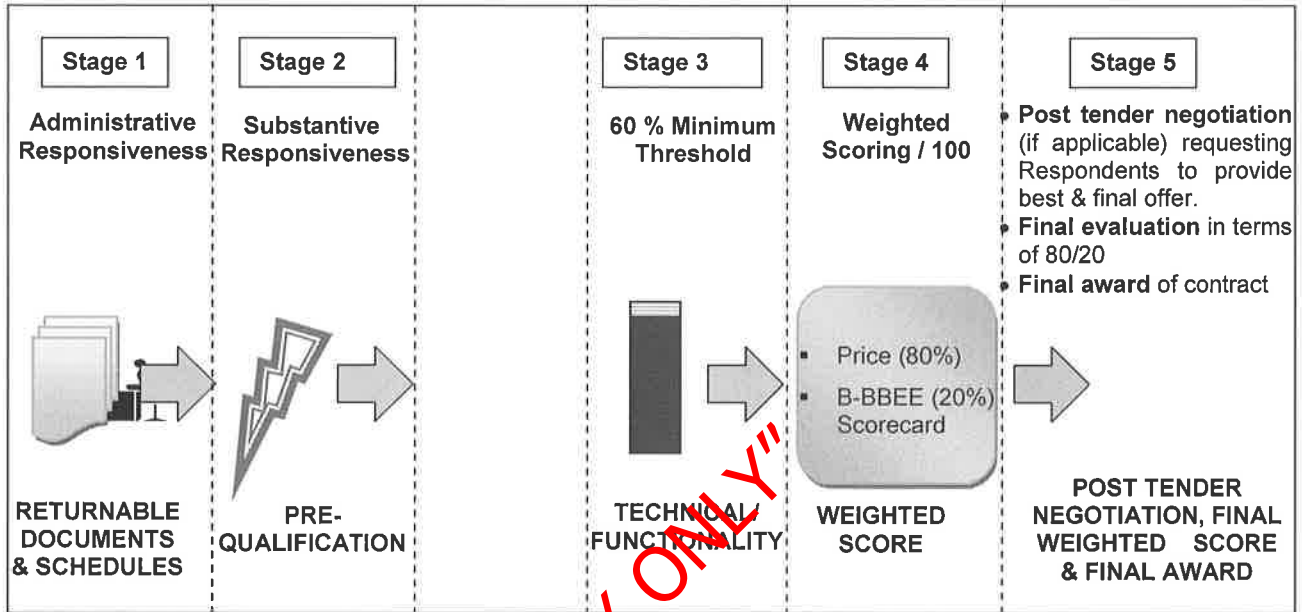 Stage 1
Administrative
Responsiveness
RETURNABLE
DOCUMENTS
& SCHEDULES
Stage 2
Substantive
Responsiveness
PRE-
QUALIFICATION
Stage 3
60 % Minimum
Threshold
TECHNICAL/
FUNCTIONALITY
Stage 4
Weighted
Scoring / 100
▪ Price (80%)
▪ B-BBEE (20%)
Scorecard
WEIGHTED
SCORE
Stage 5
• Post tender negotiation
(if applicable) requesting
Respondents to provide
best & final offer.
• Final evaluation in terms
of 80/20
• Final award of contract
POST TENDER
NEGOTIATION, FINAL
WEIGHTED SCORE
& FINAL AWARD
ONLY"